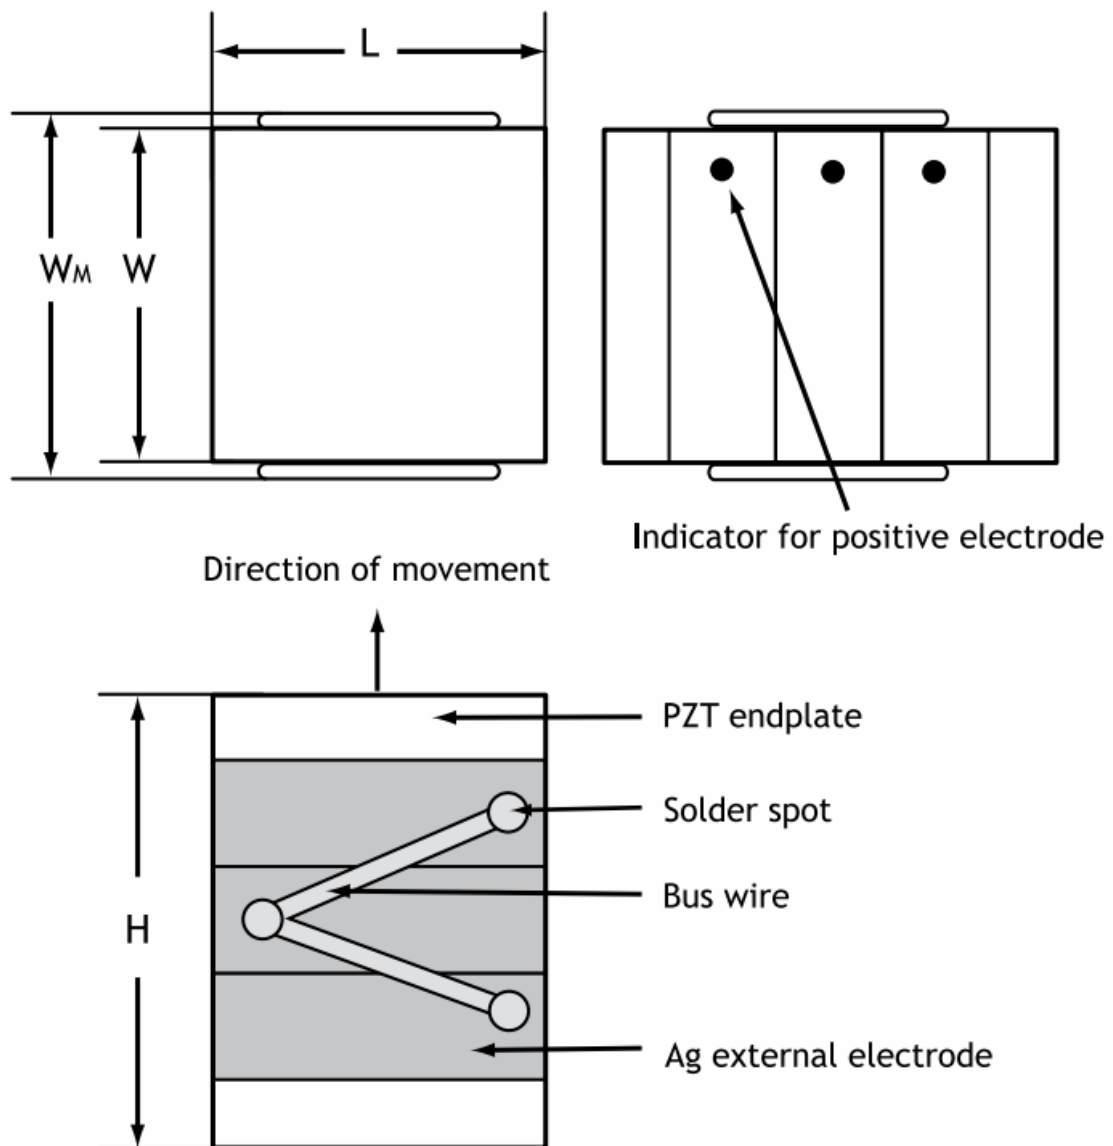 L
WM
W
Indicator for positive electrode
Direction of movement
PZT endplate
Solder spot
Bus wire
H
Ag external electrode